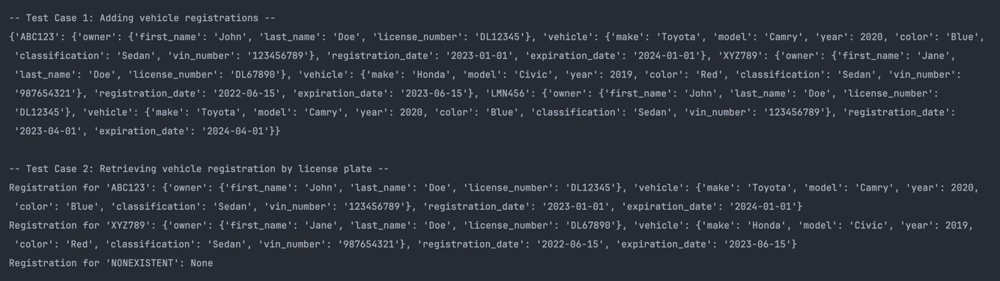 -- Test Case 1: Adding vehicle registrations --
{'ABC123': {'owner': {'first_name': 'John', 'last_name': 'Doe', 'license_number': 'DL12345'}, 'vehicle': {'make': 'Toyota', 'model': 'Camry', 'year': 2020, 'color': 'Blue',
 'classification': 'Sedan', 'vin_number': '123456789'}, 'registration_date': '2023-01-01', 'expiration_date': '2024-01-01'}, 'XYZ789': {'owner': {'first_name': 'Jane',
 'last_name': 'Doe', 'license_number': 'DL67890'}, 'vehicle': {'make': 'Honda', 'model': 'Civic', 'year': 2019, 'color': 'Red', 'classification': 'Sedan', 'vin_number':
 '987654321'}, 'registration_date': '2022-06-15', 'expiration_date': '2023-06-15'}, 'LMN456': {'owner': {'first_name': 'John', 'last_name': 'Doe', 'license_number':
 'DL12345'}, 'vehicle': {'make': 'Toyota', 'model': 'Camry', 'year': 2020, 'color': 'Blue', 'classification': 'Sedan', 'vin_number': '123456789'}, 'registration_date':
 '2023-04-01', 'expiration_date': '2024-04-01'}}

-- Test Case 2: Retrieving vehicle registration by license plate --
Registration for 'ABC123': {'owner': {'first_name': 'John', 'last_name': 'Doe', 'license_number': 'DL12345'}, 'vehicle': {'make': 'Toyota', 'model': 'Camry', 'year': 2020,
 'color': 'Blue', 'classification': 'Sedan', 'vin_number': '123456789'}, 'registration_date': '2023-01-01', 'expiration_date': '2024-01-01'}
Registration for 'XYZ789': {'owner': {'first_name': 'Jane', 'last_name': 'Doe', 'license_number': 'DL67890'}, 'vehicle': {'make': 'Honda', 'model': 'Civic', 'year': 2019,
 'color': 'Red', 'classification': 'Sedan', 'vin_number': '987654321'}, 'registration_date': '2022-06-15', 'expiration_date': '2023-06-15'}
Registration for 'NONEXISTENT': None